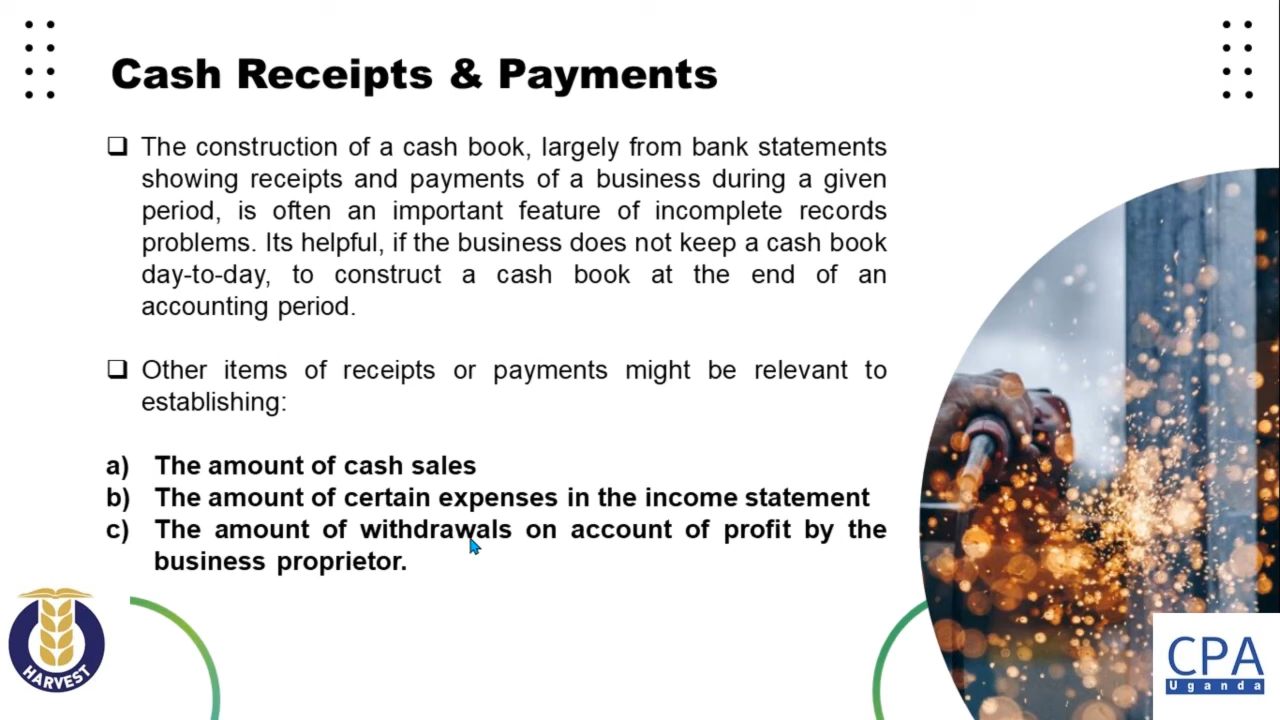 Cash Receipts & Payments
❑ The construction of a cash book, largely from bank statements
showing receipts and payments of a business during a given
period, is often an important feature of incomplete records
problems. Its helpful, if the business does not keep a cash book
day-to-day, to construct a cash book at the end of an
accounting period.
❑ Other items of receipts or payments might be relevant to
establishing:
a) The amount of cash sales
b) The amount of certain expenses in the income statement
c) The amount of withdrawals on account of profit by the
business proprietor.
HARVEST
CPA
Uganda